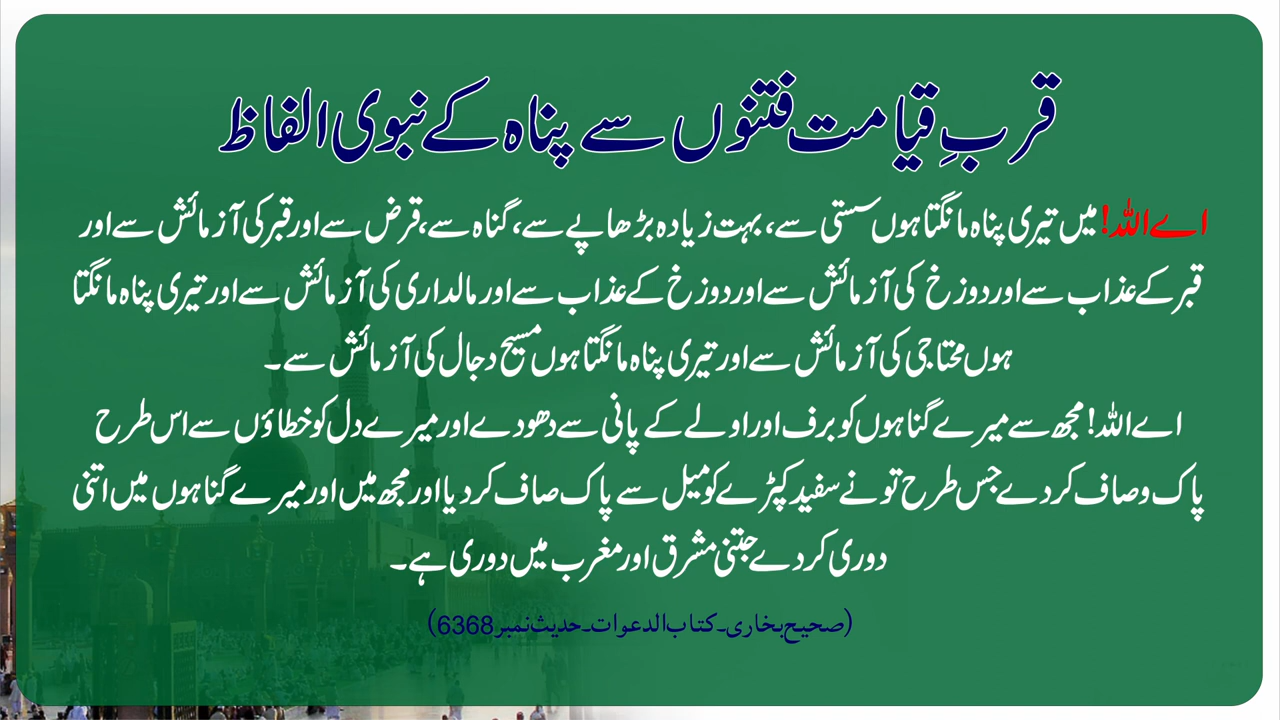 قربِ قیامت فتنوں سے پناہ کے نبوی الفاظ
اے اللہ! میں تیری پناہ مانگتا ہوں سستی سے، بہت زیادہ بڑھاپے سے، گناہ سے، قرض سے اور قبر کی آزمائش سے اور
قبر کے عذاب سے اور دوزخ کی آزمائش سے اور دوزخ کے عذاب سے اور مالداری کی آزمائش سے اور تیری پناہ مانگتا
ہوں محتاجی کی آزمائش سے اور تیری پناہ مانگتا ہوں مسیح دجال کی آزمائش سے۔
اے اللہ! مجھ سے میرے گناہوں کو برف اور اولے کے پانی سے دھو دے اور میرے دل کو خطاؤں سے اس طرح
پاک و صاف کر دے جس طرح تو نے سفید کپڑے کو میل سے پاک صاف کر دیا اور مجھ میں اور میرے گناہوں میں اتنی
دوری کر دے جتنی مشرق اور مغرب میں دوری ہے۔
(صحیح بخاری۔ کتاب الدعوات۔ حدیث نمبر 6368)